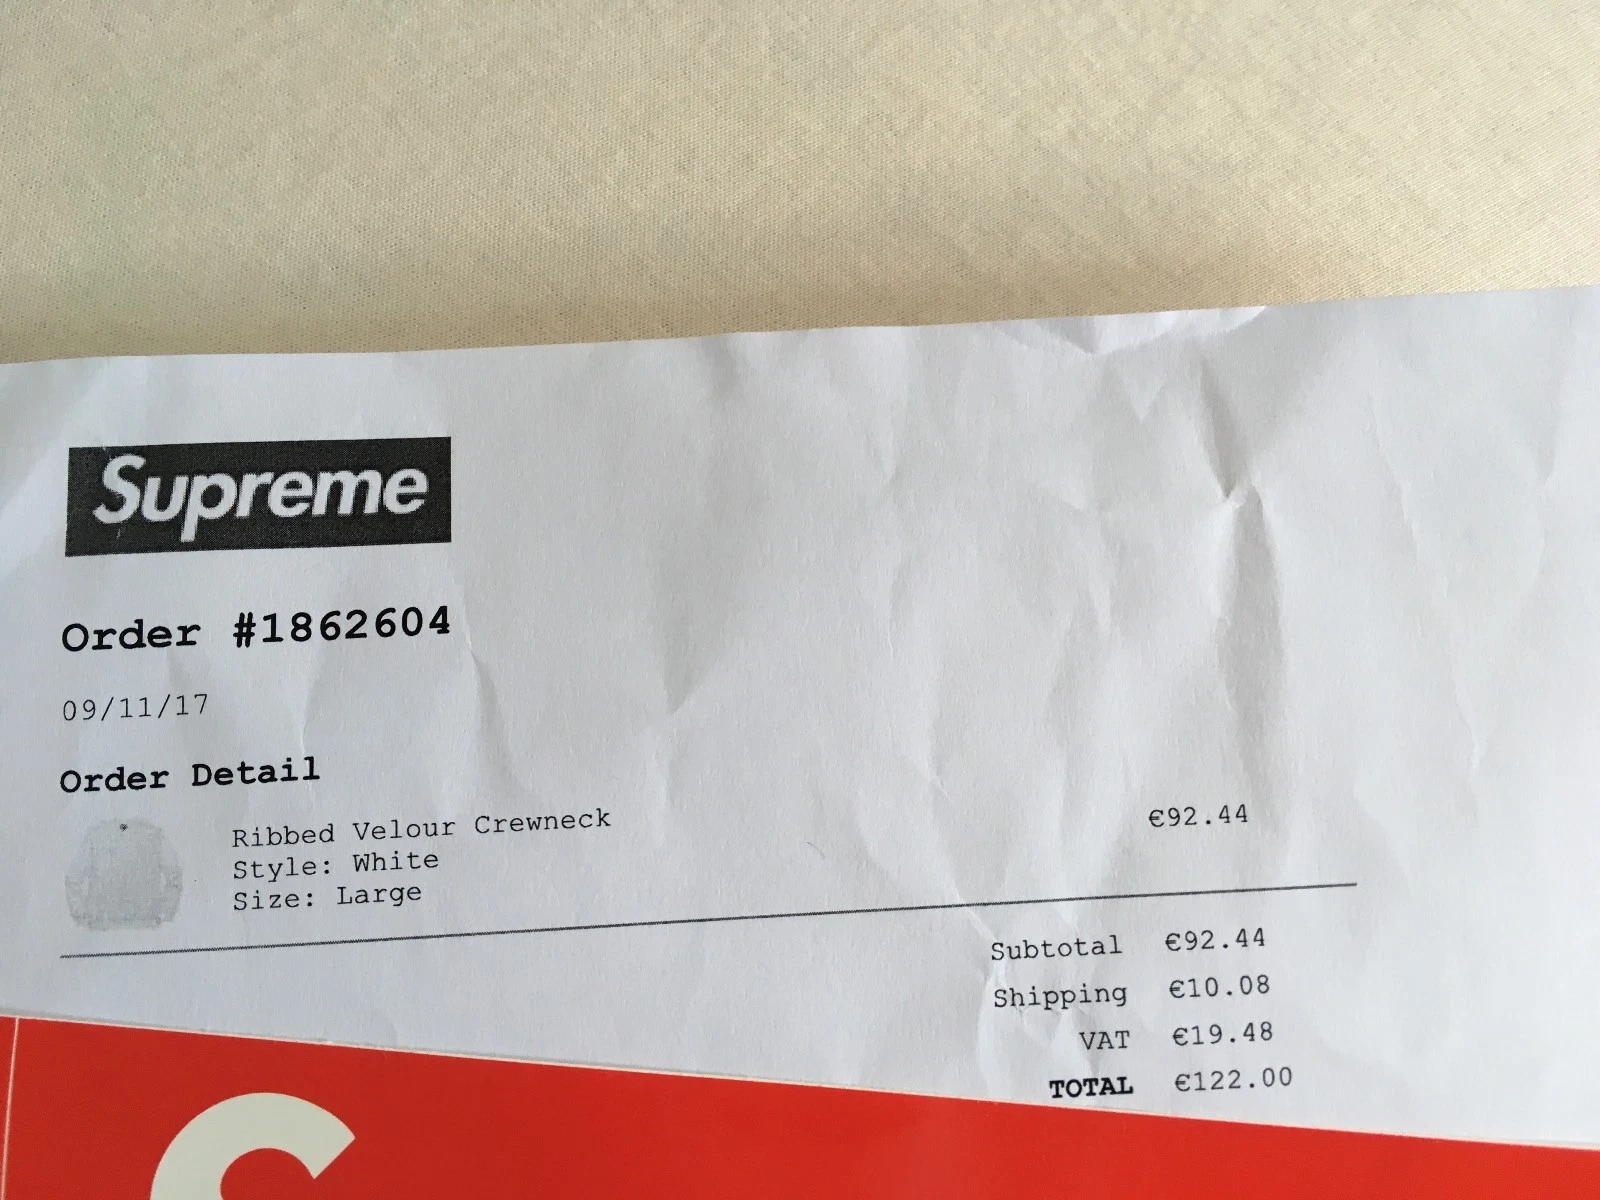 Supreme
Order #1862604
09/11/17
Order Detail
Ribbed Velour Crewneck €92.44
Style: White
Size: Large
Subtotal €92.44
Shipping €10.08
VAT €19.48
TOTAL €122.00